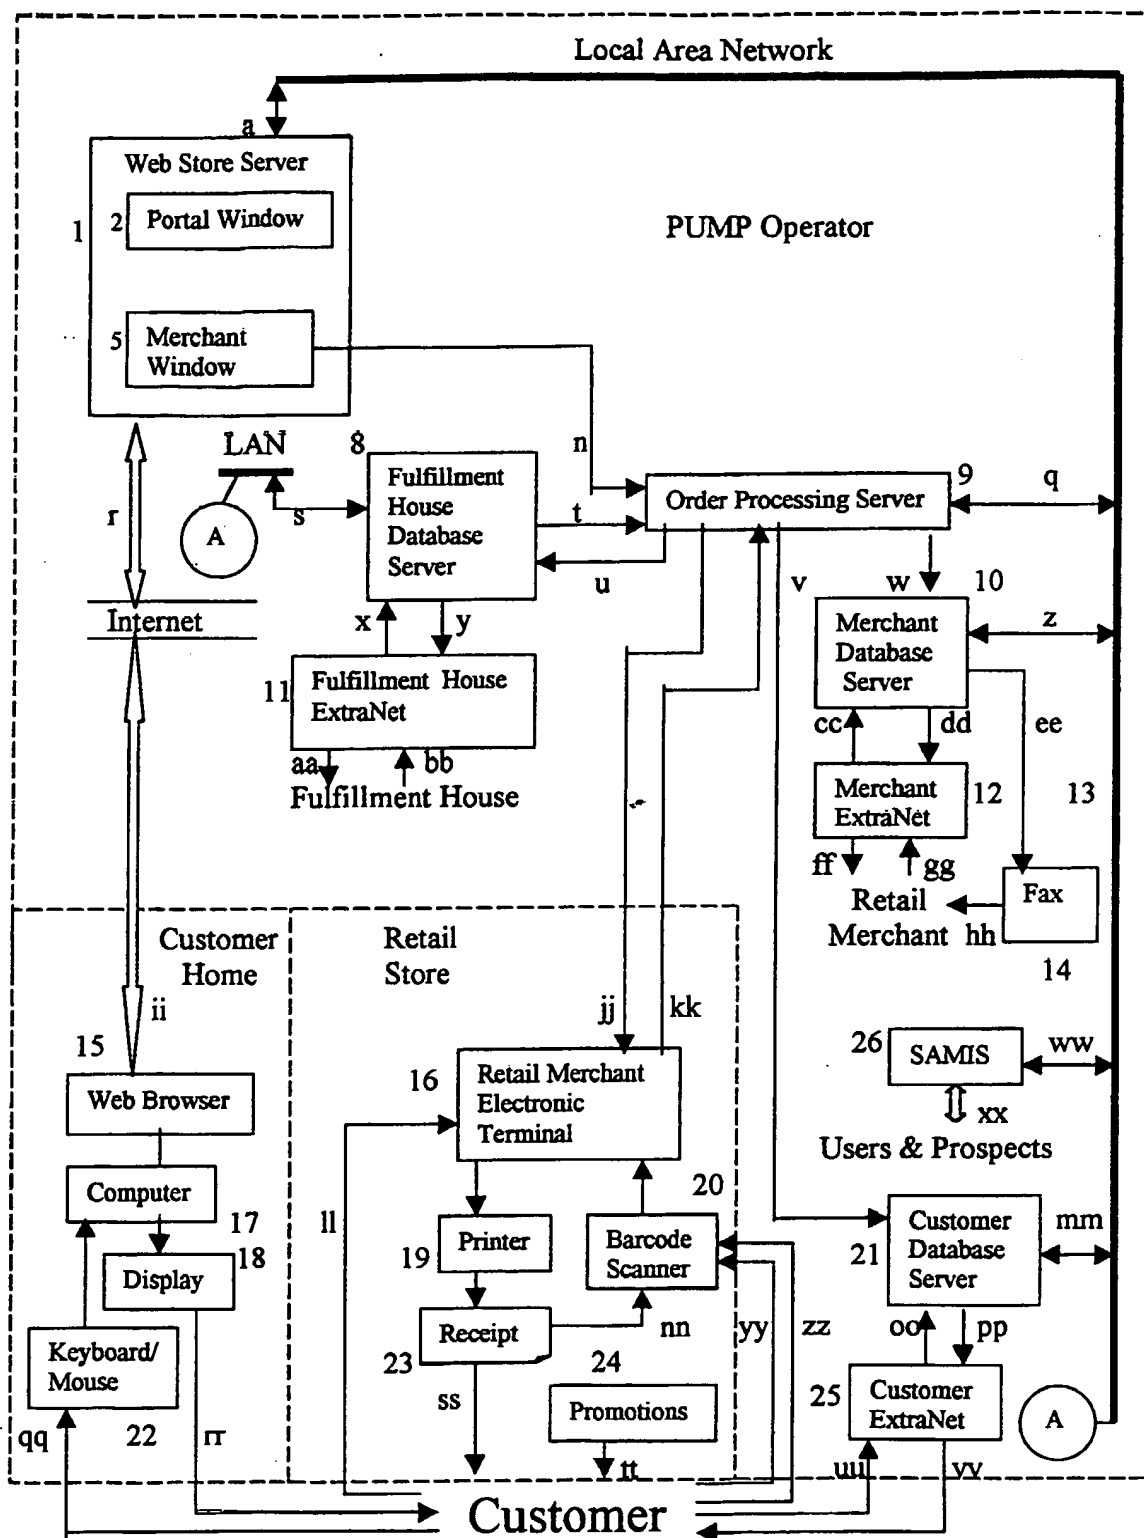 Local Area Network
a
Web Store Server
1
2
Portal Window
PUMP Operator
5
Merchant
Window
n
LAN
8
Fulfillment
House
Database
Server
9
Order Processing Server
q
r
s
A
t
u
v
w
10
Internet
x
y
Merchant
Database
Server
z
11
Fulfillment House
ExtraNet
cc
dd
ee
aa
bb
Fulfillment House
Merchant
ExtraNet
12
13
ff
gg
Fax
Retail
Merchant
hh
14
Customer
Home
Retail
Store
ii
jj
kk
15
Web Browser
16
Retail Merchant
Electronic
Terminal
26
SAMIS
ww
xx
Users & Prospects
Computer
17
18
Display
ll
20
19
Printer
Barcode
Scanner
21
Customer
Database
Server
mm
Keyboard/
Mouse
Receipt
23
nn
24
yy
zz
oo
pp
qq
22
rr
ss
Promotions
tt
25
Customer
ExtraNet
A
uu
vv
Customer